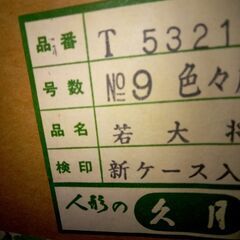 品番 T 5321
号数 No9 色々
品名 若大将
検印 新ケース入
人形の 久月